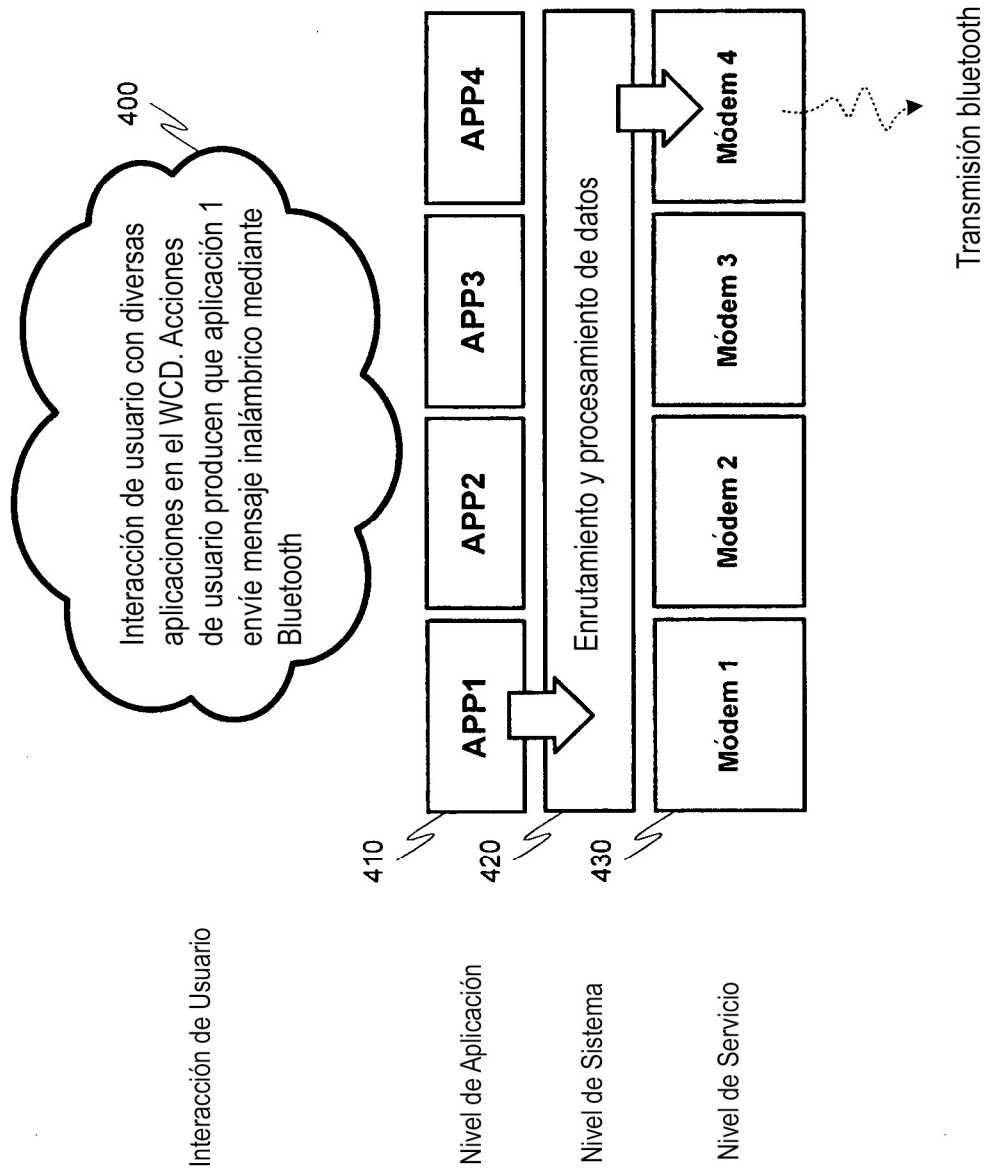 Interacción de Usuario
400
Interacción de usuario con diversas
aplicaciones en el WCD. Acciones
de usuario producen que aplicación 1
envíe mensaje inalámbrico mediante
Bluetooth
Nivel de Aplicación
410
APP1
APP2
APP3
APP4
Nivel de Sistema
420
Enrutamiento y procesamiento de datos
Nivel de Servicio
430
Módem 1
Módem 2
Módem 3
Módem 4
Transmisión bluetooth